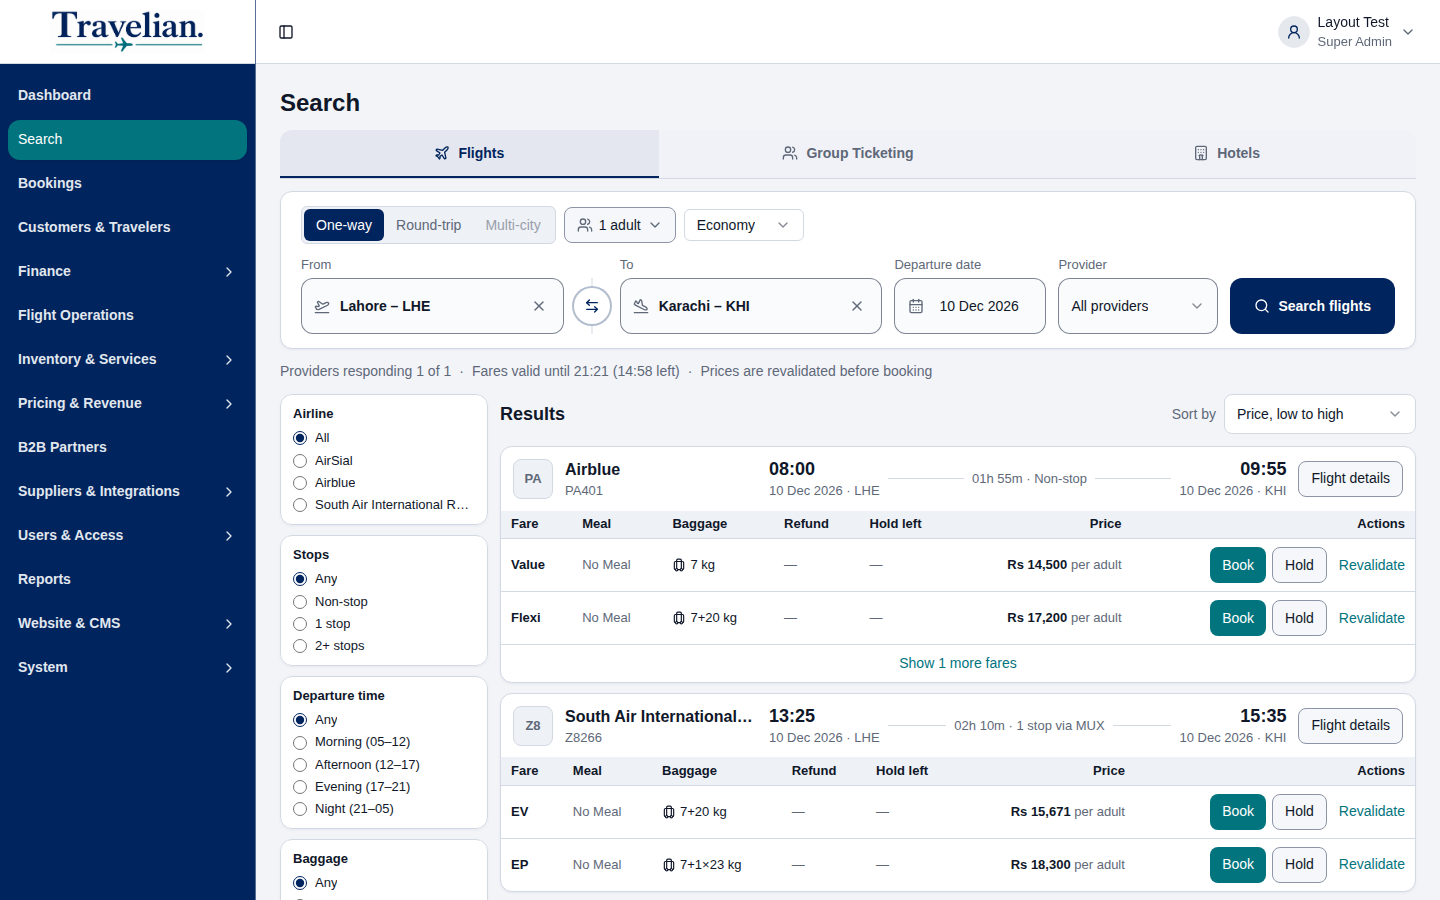 Travelian.
Layout Test
Super Admin
Dashboard
Search
Bookings
Customers & Travelers
Finance
Flight Operations
Inventory & Services
Pricing & Revenue
B2B Partners
Suppliers & Integrations
Users & Access
Reports
Website & CMS
System
Search
Flights
Group Ticketing
Hotels
One-way Round-trip Multi-city 1 adult Economy
From To Departure date Provider
Lahore – LHE Karachi – KHI 10 Dec 2026 All providers Search flights
Providers responding 1 of 1 · Fares valid until 21:21 (14:58 left) · Prices are revalidated before booking
Airline
All
AirSial
Airblue
South Air International R…
Stops
Any
Non-stop
1 stop
2+ stops
Departure time
Any
Morning (05–12)
Afternoon (12–17)
Evening (17–21)
Night (21–05)
Baggage
Any
Results Sort by Price, low to high
PA Airblue 08:00 01h 55m · Non-stop 09:55 Flight details
PA401 10 Dec 2026 · LHE 10 Dec 2026 · KHI
Fare Meal Baggage Refund Hold left Price Actions
Value No Meal 7 kg — — Rs 14,500 per adult Book Hold Revalidate
Flexi No Meal 7+20 kg — — Rs 17,200 per adult Book Hold Revalidate
Show 1 more fares
Z8 South Air International… 13:25 02h 10m · 1 stop via MUX 15:35 Flight details
Z8266 10 Dec 2026 · LHE 10 Dec 2026 · KHI
Fare Meal Baggage Refund Hold left Price Actions
EV No Meal 7+20 kg — — Rs 15,671 per adult Book Hold Revalidate
EP No Meal 7+1×23 kg — — Rs 18,300 per adult Book Hold Revalidate